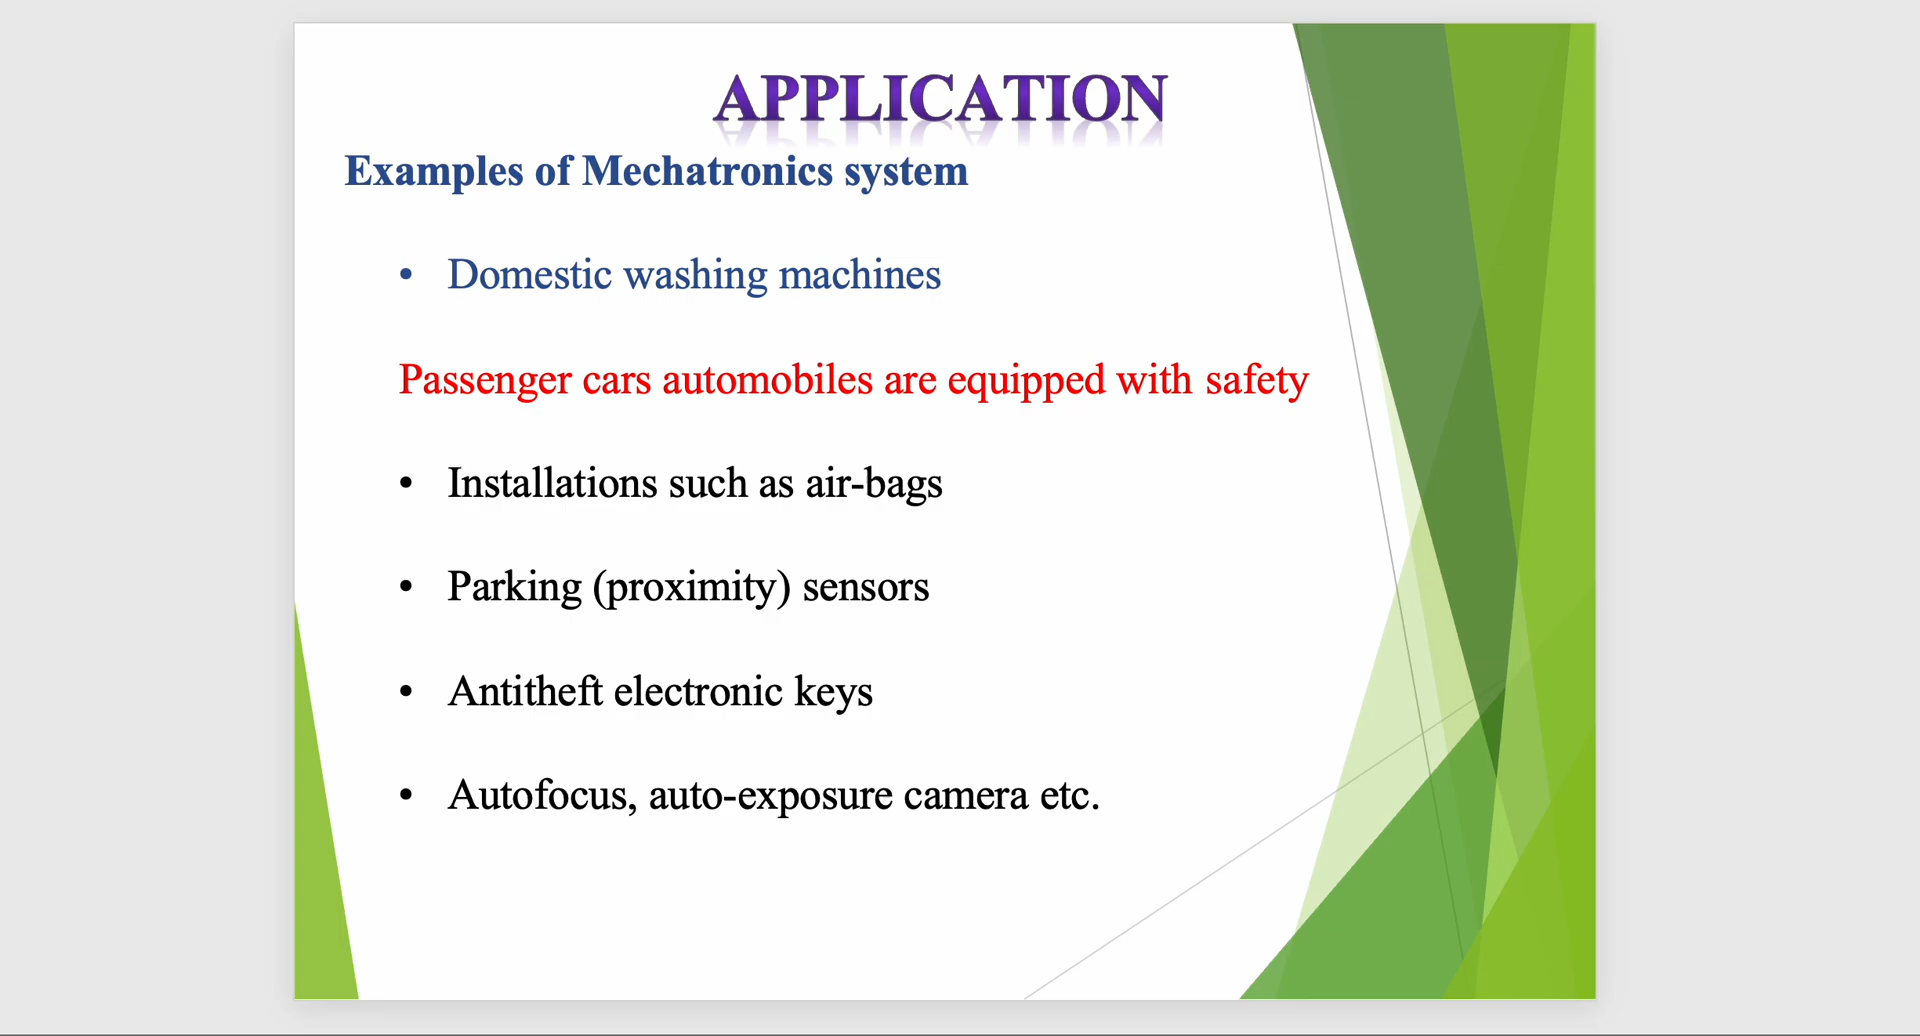 APPLICATION
Examples of Mechatronics system
• Domestic washing machines
Passenger cars automobiles are equipped with safety
• Installations such as air-bags
• Parking (proximity) sensors
• Antitheft electronic keys
• Autofocus, auto-exposure camera etc.